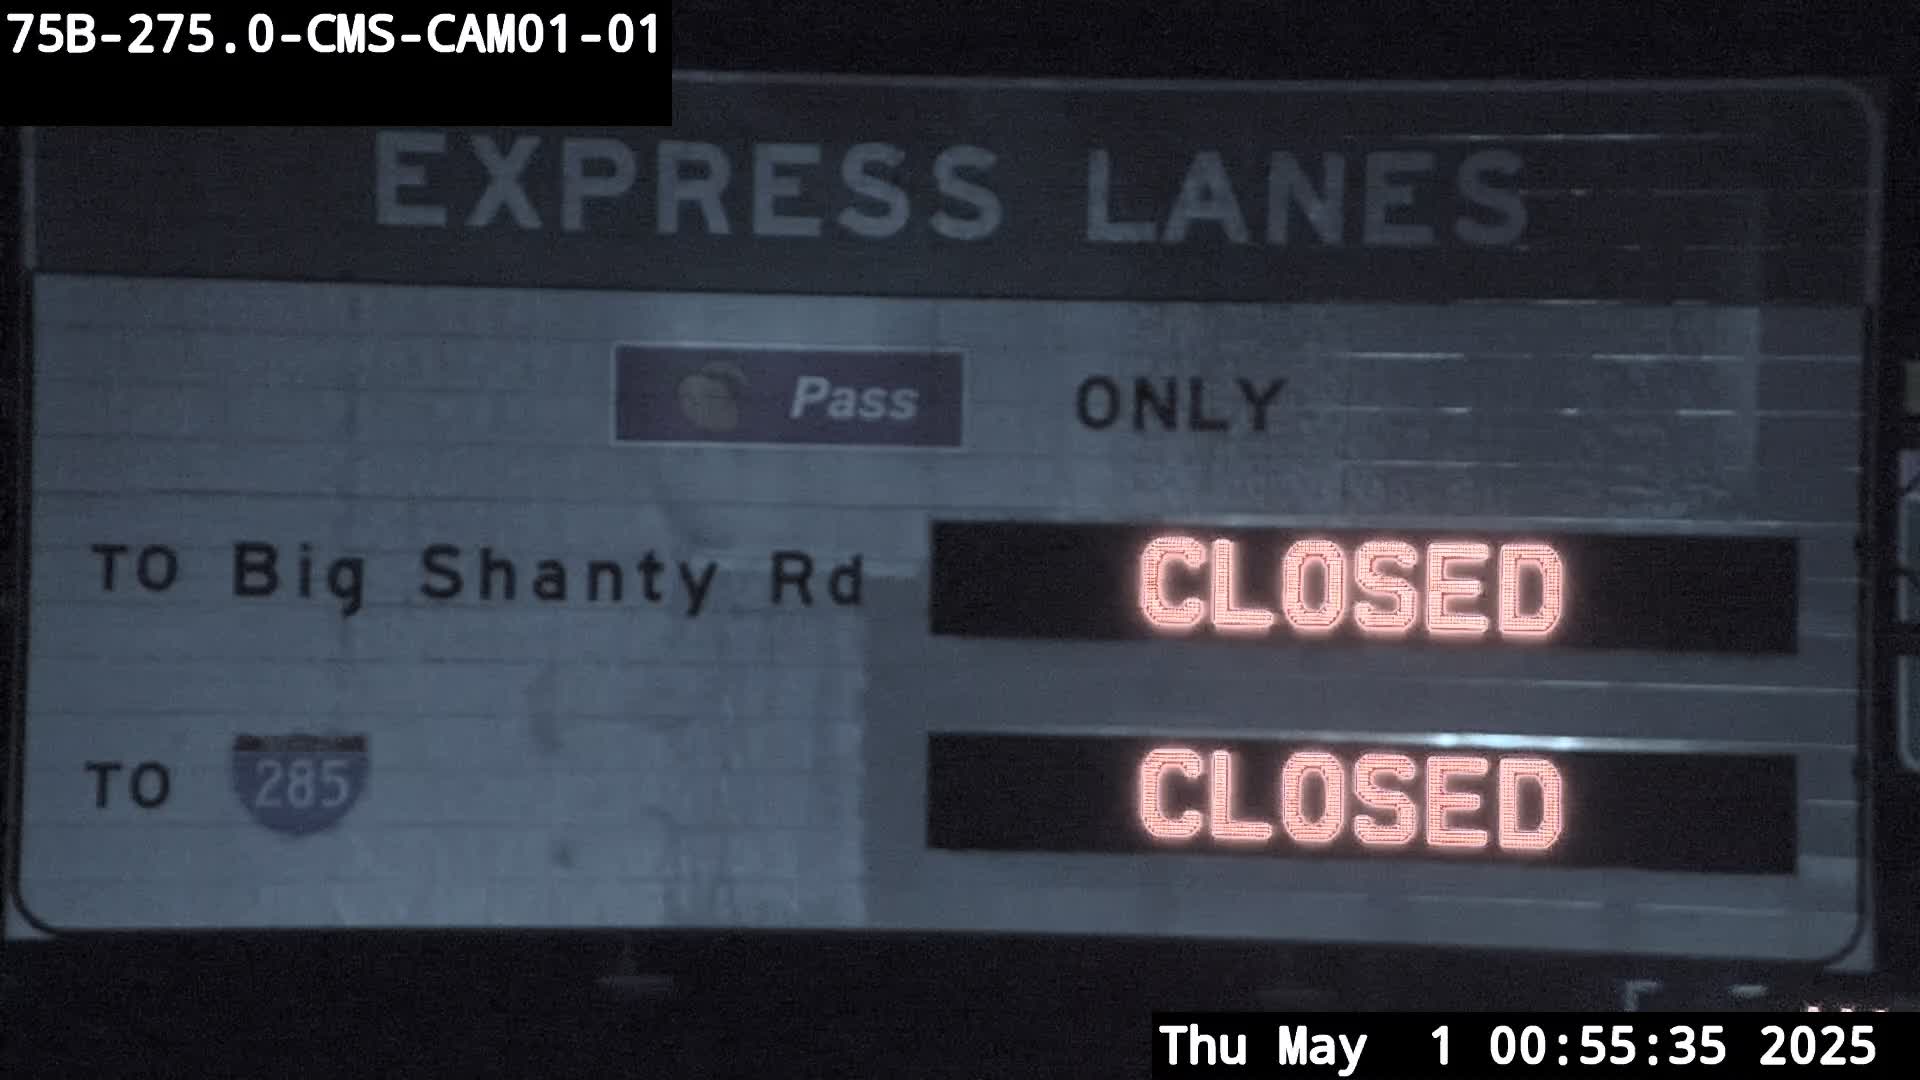 75B-275.0-CMS-CAM01-01
EXPRESS LANES
Pass ONLY
TO Big Shanty Rd CLOSED
TO 285 CLOSED
Thu May 1 00:55:35 2025